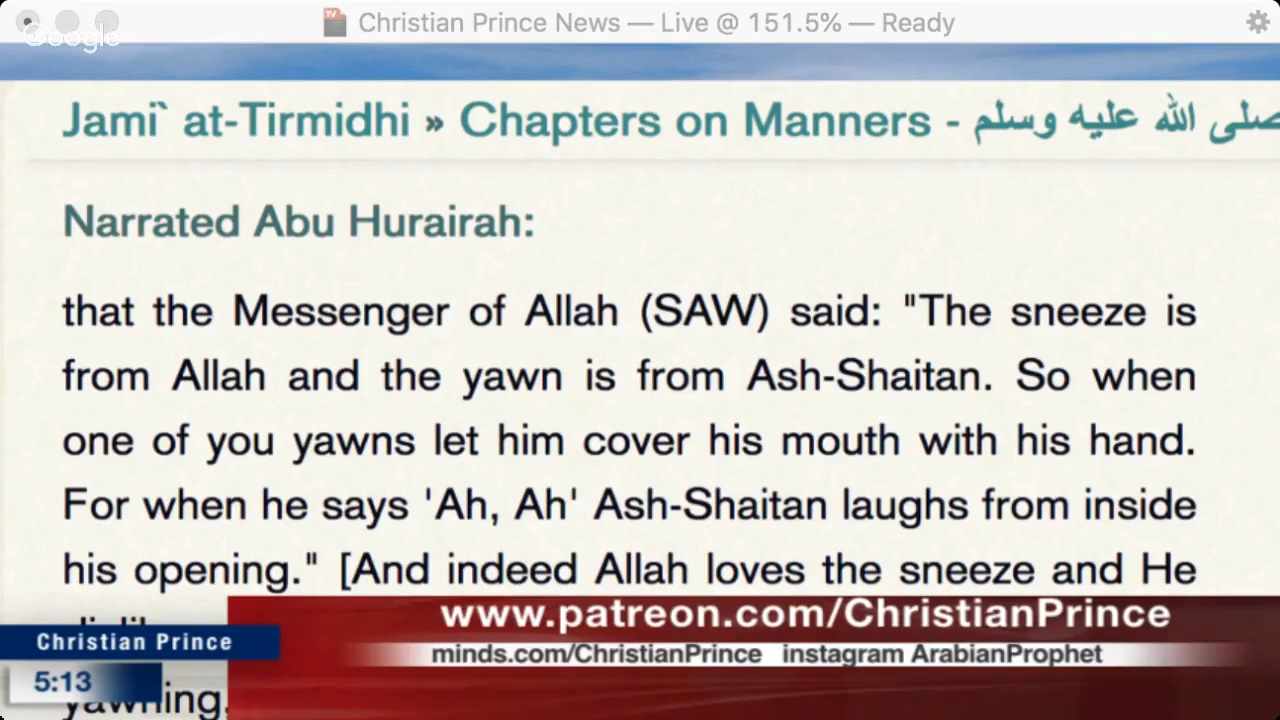 Christian Prince News — Live @ 151.5% — Ready
Google
Jami` at-Tirmidhi » Chapters on Manners - صلى الله عليه وسلم
Narrated Abu Hurairah:
that the Messenger of Allah (SAW) said: "The sneeze is
from Allah and the yawn is from Ash-Shaitan. So when
one of you yawns let him cover his mouth with his hand.
For when he says 'Ah, Ah' Ash-Shaitan laughs from inside
his opening." [And indeed Allah loves the sneeze and He
www.patreon.com/ChristianPrince
Christian Prince
minds.com/ChristianPrince instagram ArabianProphet
5:13
yawning.